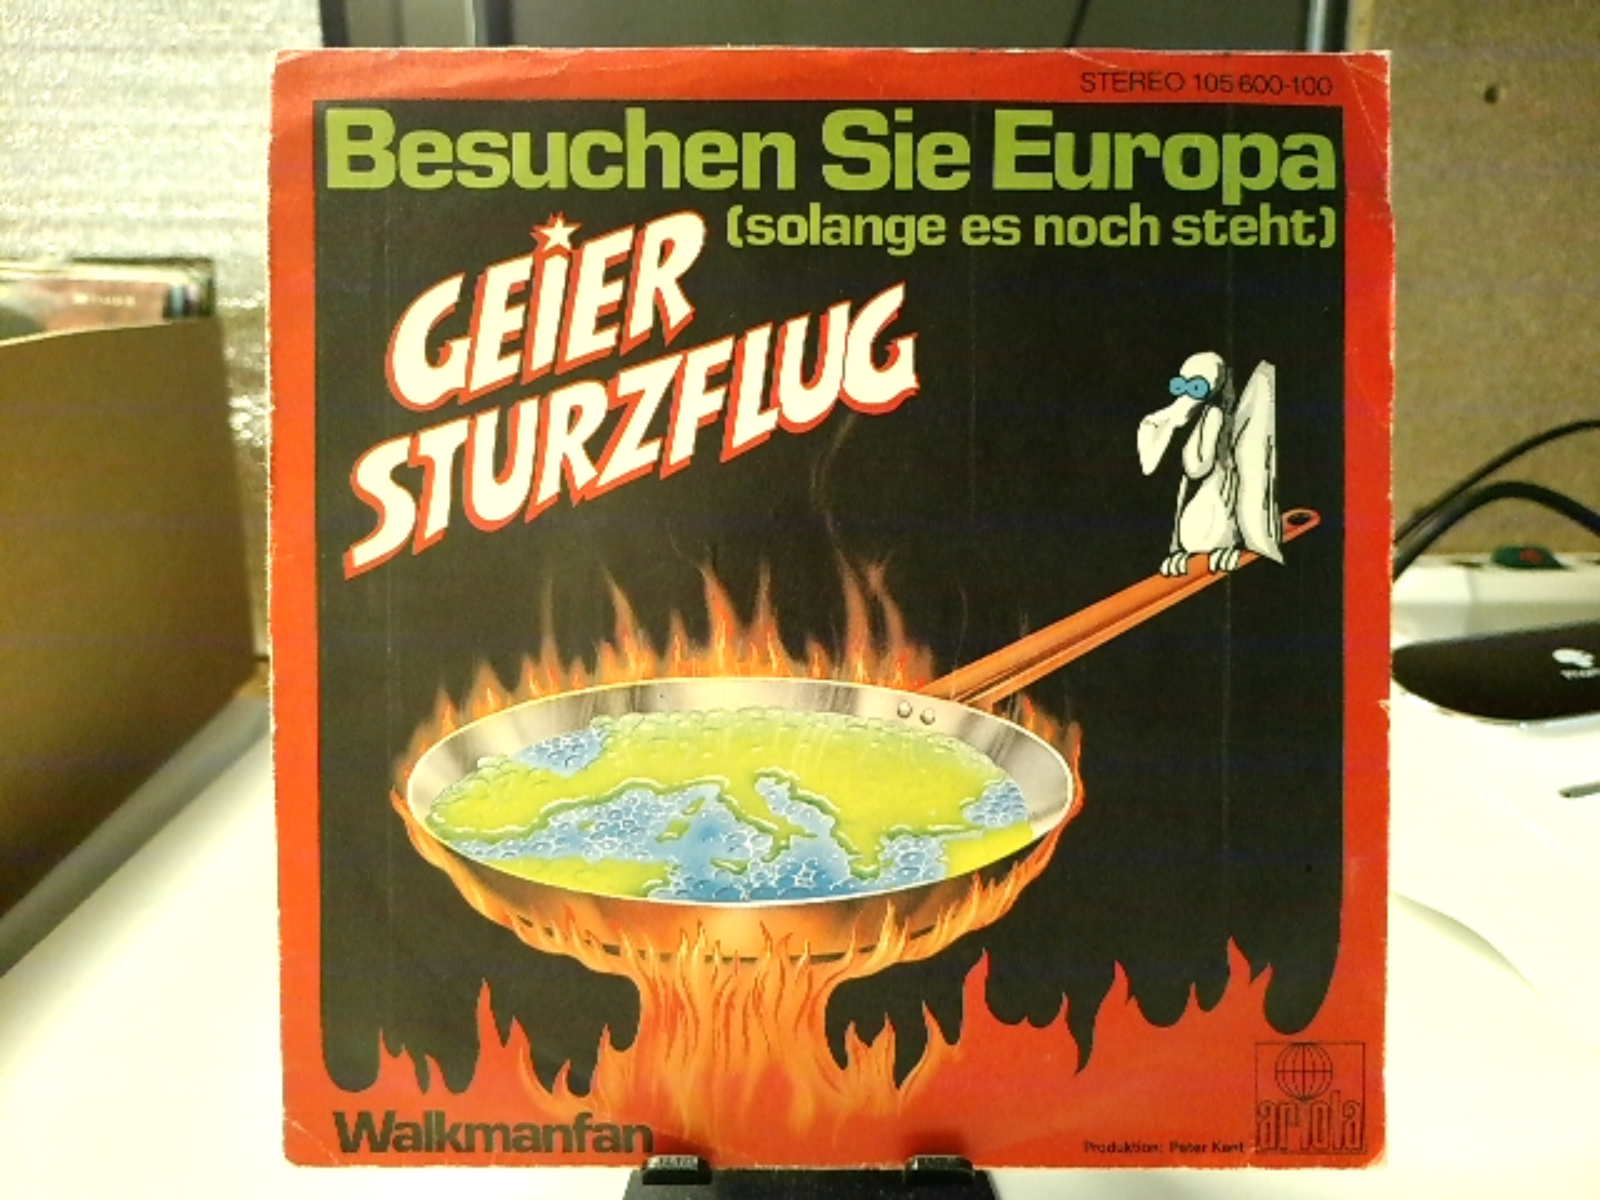 STEREO 105 600-100
Besuchen Sie Europa
(solange es noch steht)
GEiER
STURZFLUG
Walkmanfan
Produktion: Peter Kent
ariola